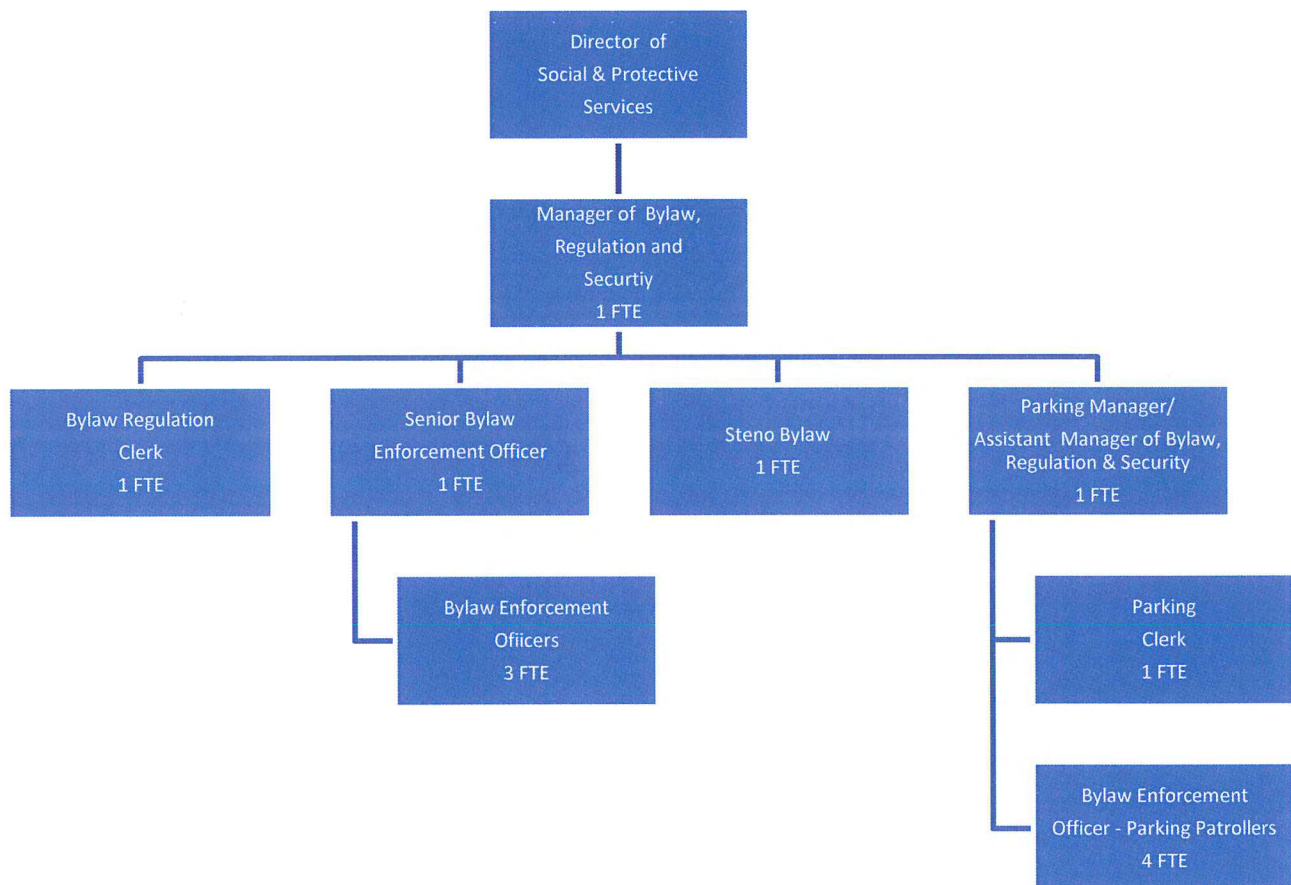 Director of
Social & Protective
Services
Manager of Bylaw,
Regulation and
Securtiy
1 FTE
Bylaw Regulation
Clerk
1 FTE
Senior Bylaw
Enforcement Officer
1 FTE
Steno Bylaw
1 FTE
Parking Manager/
Assistant Manager of Bylaw,
Regulation & Security
1 FTE
Bylaw Enforcement
Ofiicers
3 FTE
Parking
Clerk
1 FTE
Bylaw Enforcement
Officer - Parking Patrollers
4 FTE